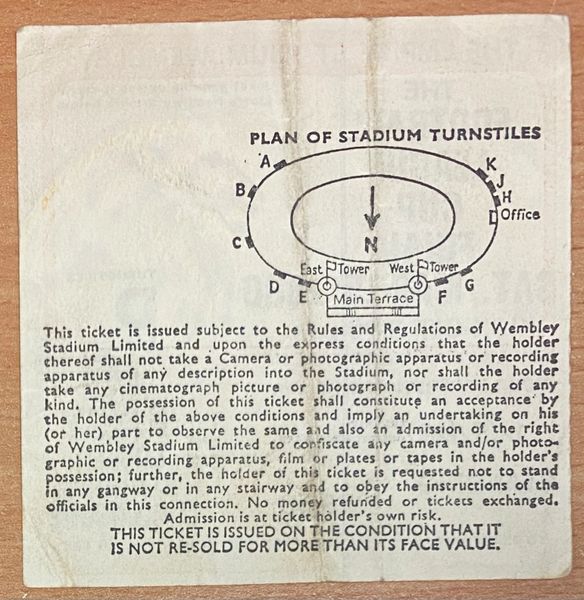 PLAN OF STADIUM TURNSTILES
A
K
J
B
H
Office
C
N
East Tower
West Tower
D
E
F
G
Main Terrace
This ticket is issued subject to the Rules and Regulations of Wembley
Stadium Limited and upon the express conditions that the holder
thereof shall not take a Camera or photographic apparatus or recording
apparatus of any description into the Stadium, nor shall the holder
take any cinematograph picture or photograph or recording of any
kind. The possession of this ticket shall constitute an acceptance by
the holder of the above conditions and imply an undertaking on his
(or her) part to observe the same and also an admission of the right
of Wembley Stadium Limited to confiscate any camera and/or photo-
graphic or recording apparatus, film or plates or tapes in the holder's
possession; further, the holder of this ticket is requested not to stand
in any gangway or in any stairway and to obey the instructions of the
officials in this connection. No money refunded or tickets exchanged.
Admission is at ticket holder's own risk.
THIS TICKET IS ISSUED ON THE CONDITION THAT IT
IS NOT RE-SOLD FOR MORE THAN ITS FACE VALUE.